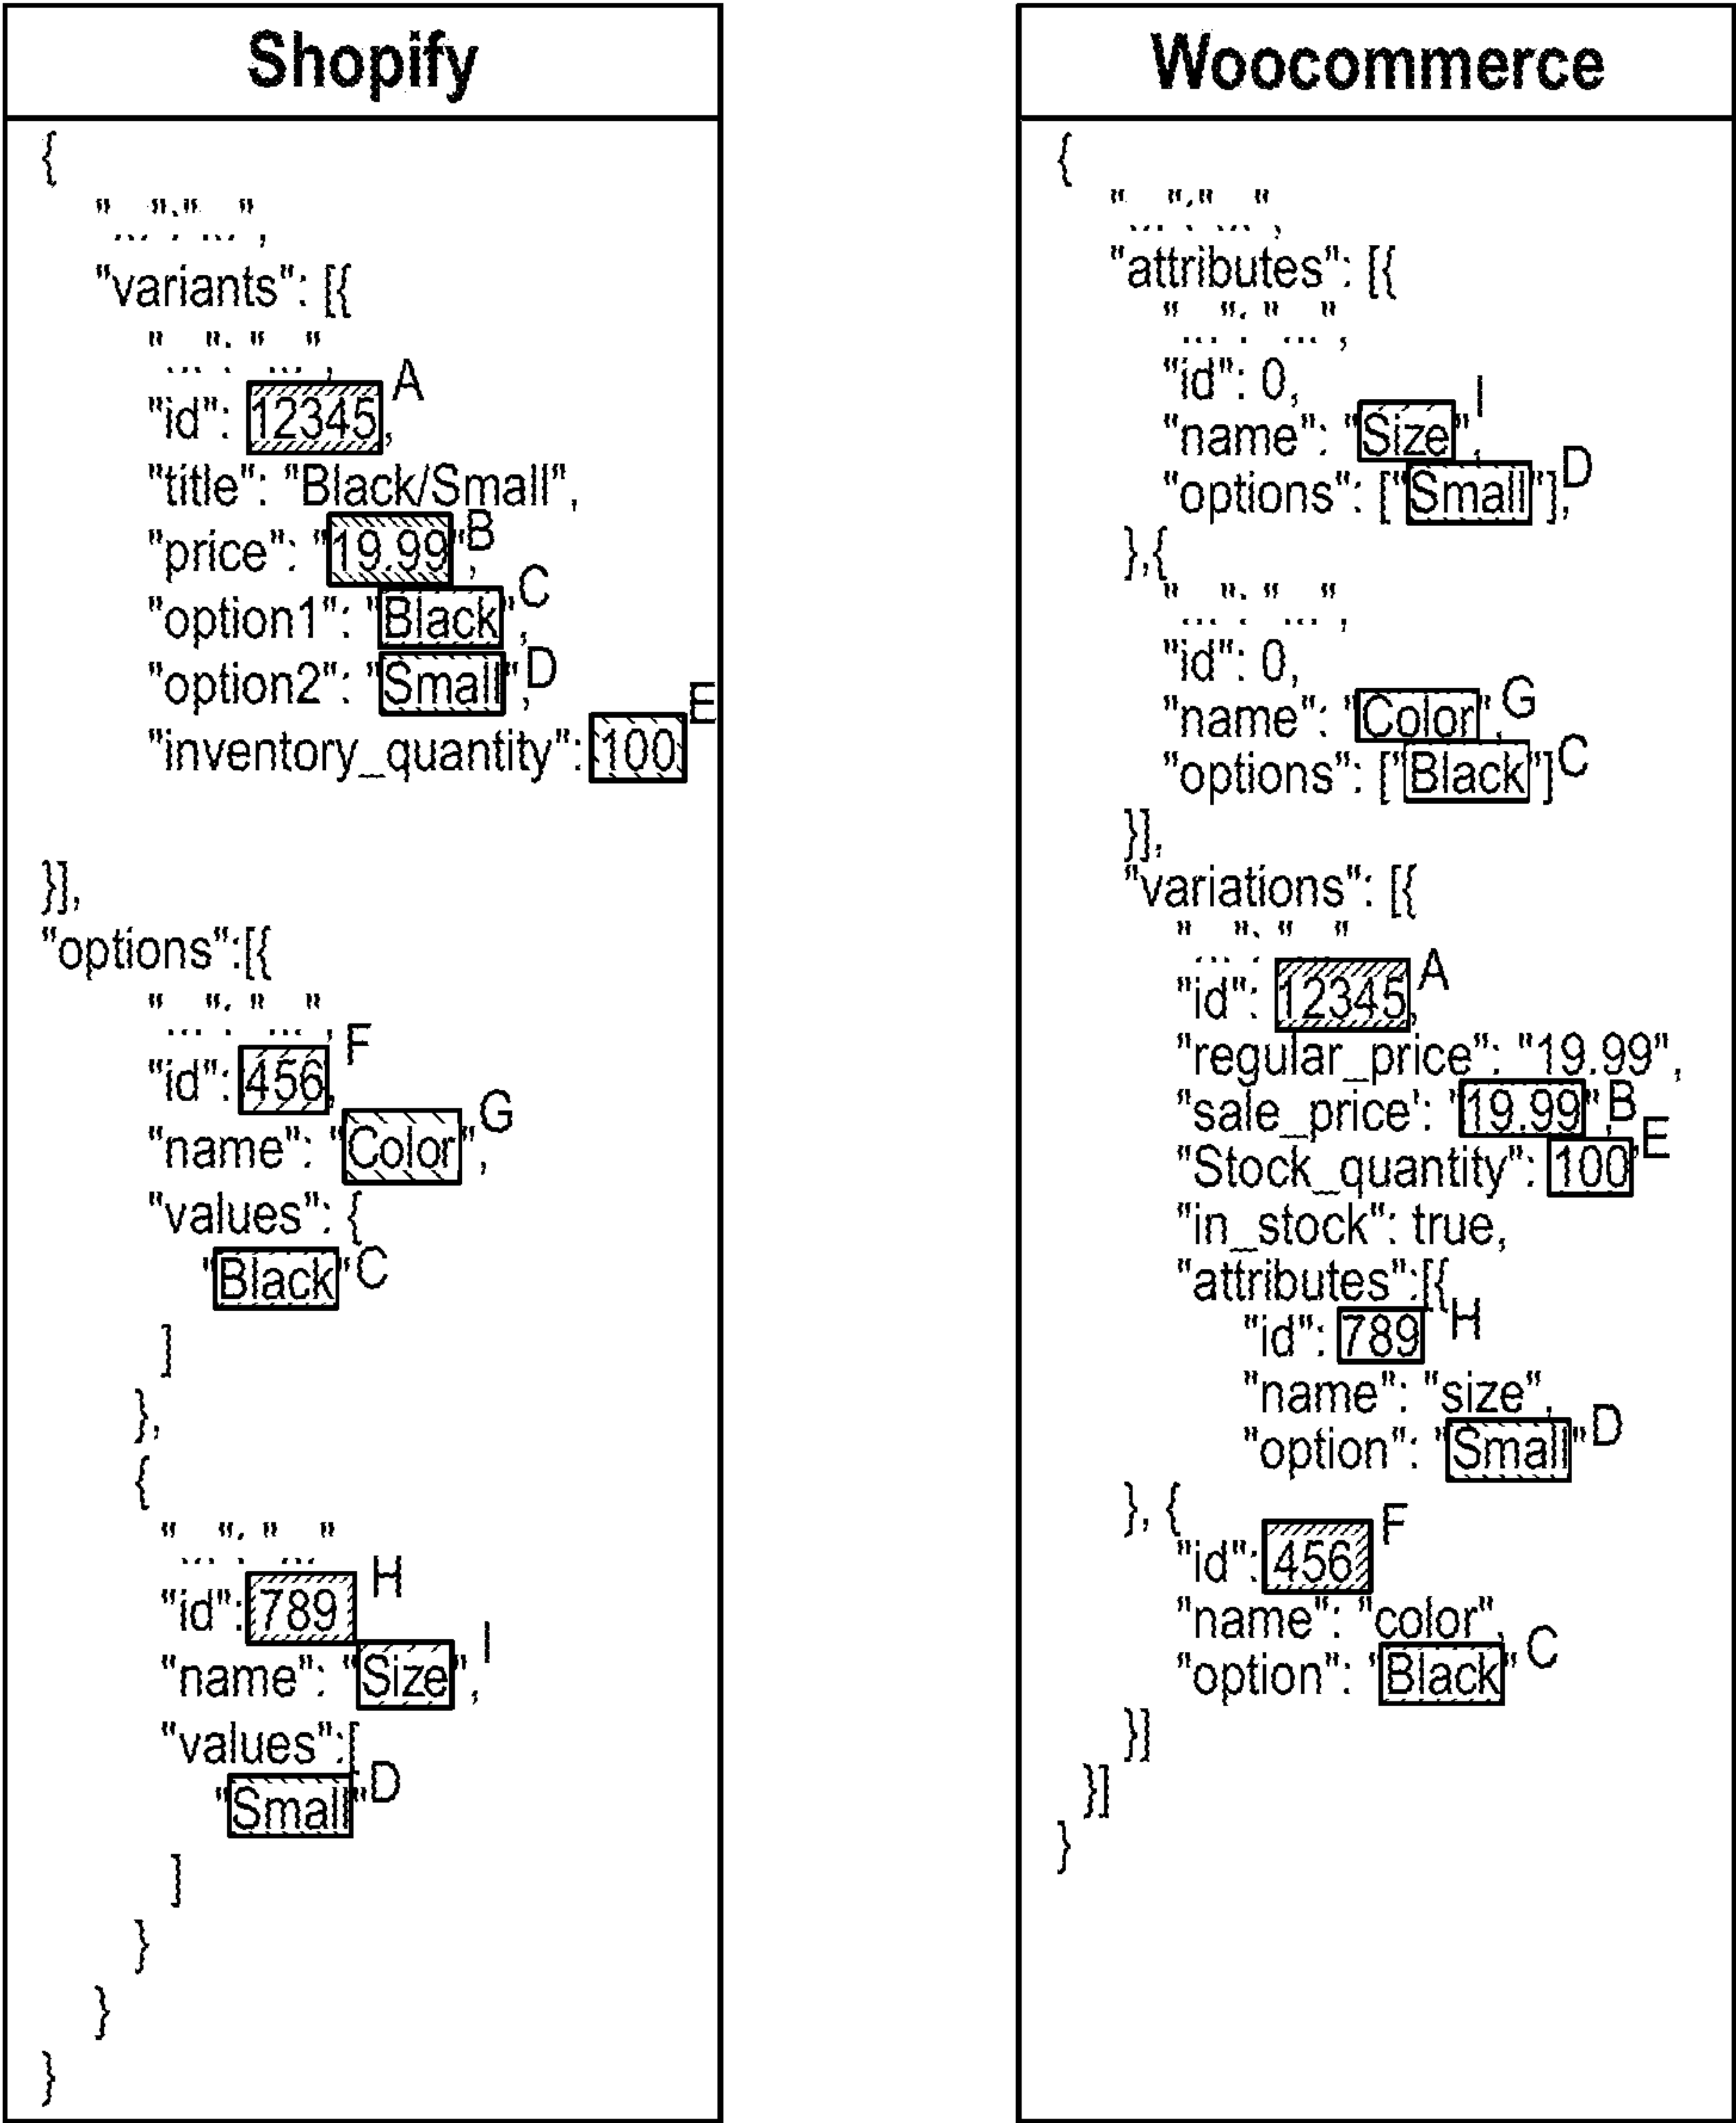 Shopify
{
"...":"...",
"variants": [{
"...": "...",
"id": 12345, A
"title": "Black/Small",
"price": "19.99", B
"option1": "Black", C
"option2": "Small", D
"inventory_quantity": 100 E
}],
"options":[{
"...": "...",
"id": 456, F
"name": "Color", G
"values": {
"Black" C
]
},
{
"...": "..."
"id": 789 H
"name": "Size", I
"values":[
"Small" D
]
}
}
}
Woocommerce
{
"...":"...",
"attributes": [{
"...": "...",
"id": 0,
"name": "Size", I
"options": ["Small"], D
},{
"...": "...",
"id": 0,
"name": "Color", G
"options": ["Black"] C
}],
"variations": [{
"...": "..."
"id": 12345, A
"regular_price": "19.99",
"sale_price': "19.99", B
"Stock_quantity": 100, E
"in_stock": true,
"attributes":[{
"id": 789 H
"name": "size",
"option": "Small" D
}, {
"id": 456 F
"name": "color",
"option": "Black" C
}]
}]
}